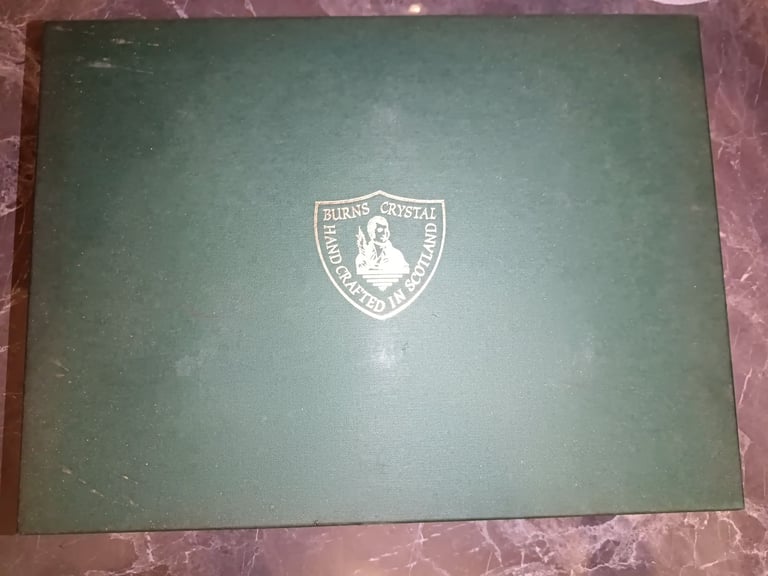 BURNS CRYSTAL
HAND CRAFTED IN SCOTLAND